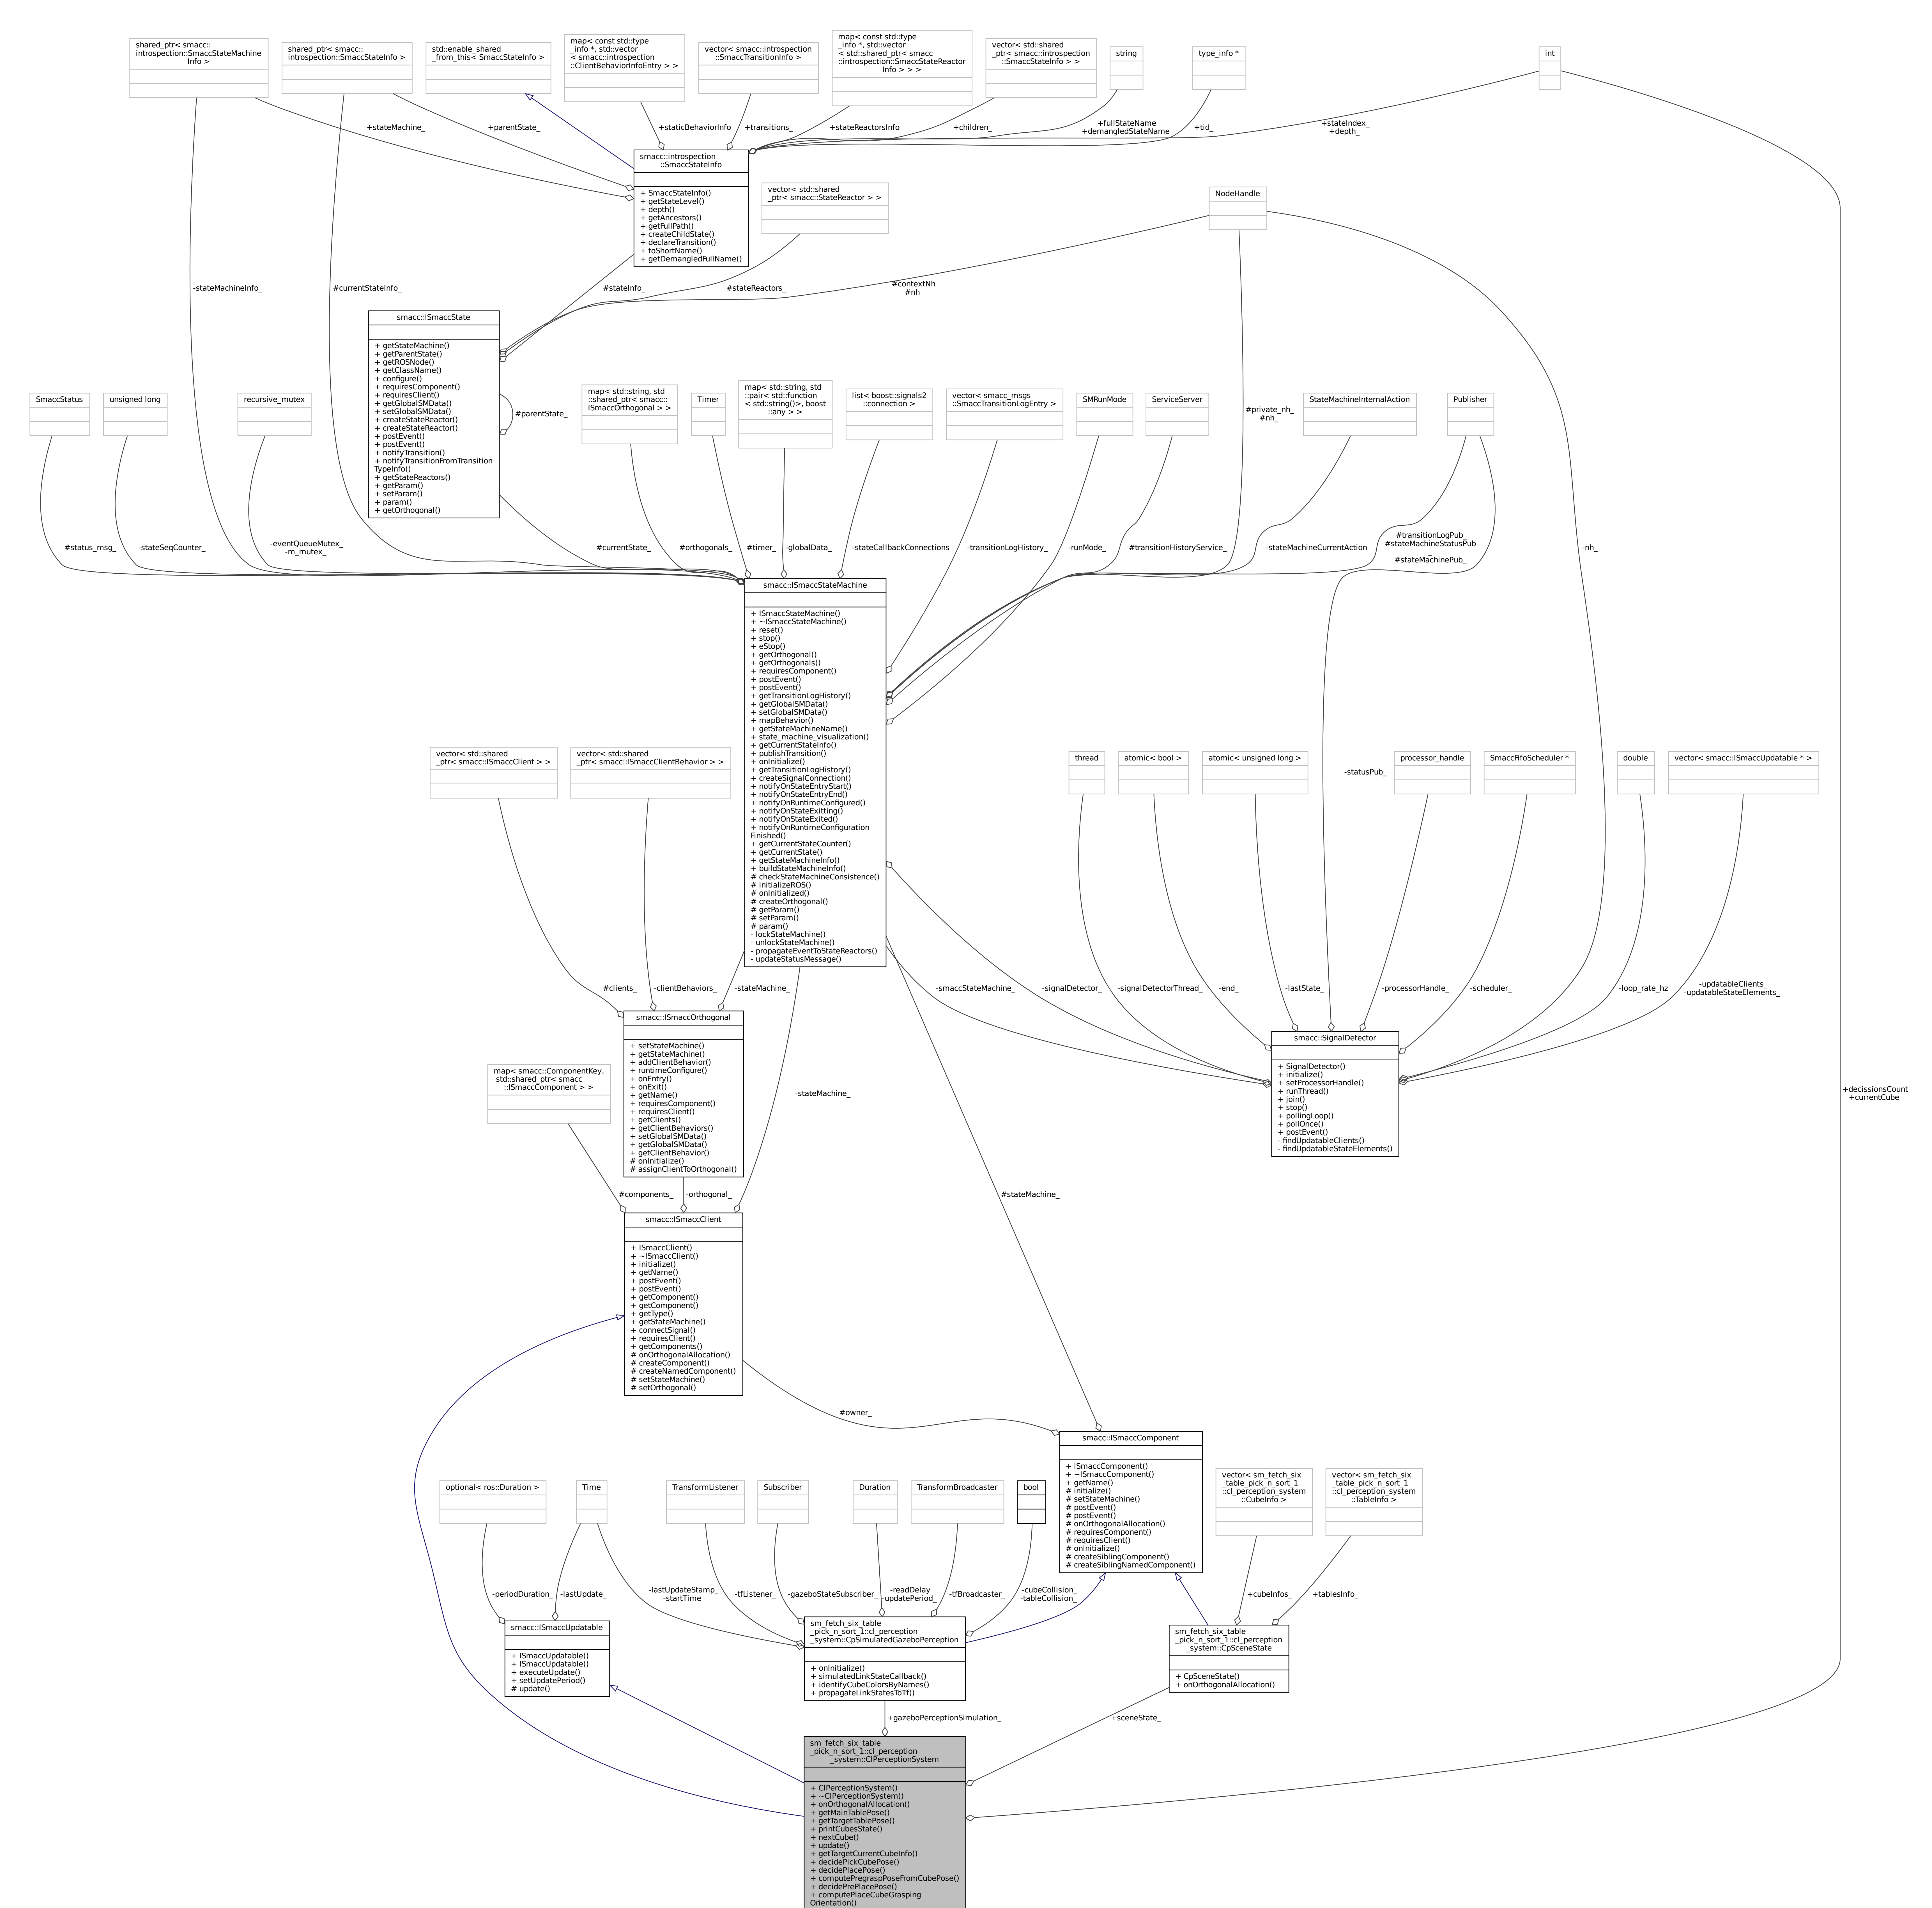 shared_ptr< smacc::
introspection::SmaccStateMachine
Info >
shared_ptr< smacc::
introspection::SmaccStateInfo >
std::enable_shared
_from_this< SmaccStateInfo >
map< const std::type
_info *, std::vector
< smacc::introspection
::ClientBehaviorInfoEntry > >
vector< smacc::introspection
::SmaccTransitionInfo >
map< const std::type
_info *, std::vector
< std::shared_ptr< smacc
::introspection::SmaccStateReactor
Info > > >
vector< std::shared
_ptr< smacc::introspection
::SmaccStateInfo > >
string
type_info *
int
+stateMachine_
+parentState_
+staticBehaviorInfo
+transitions_
+stateReactorsInfo
+children_
+fullStateName
+demangledStateName
+tid_
+stateIndex_
+depth_
smacc::introspection
::SmaccStateInfo
+ SmaccStateInfo()
+ getStateLevel()
+ depth()
+ getAncestors()
+ getFullPath()
+ createChildState()
+ declareTransition()
+ toShortName()
+ getDemangledFullName()
vector< std::shared
_ptr< smacc::StateReactor > >
NodeHandle
-stateMachineInfo_
#currentStateInfo_
#stateInfo_
#stateReactors_
#contextNh
#nh
smacc::ISmaccState
+ getStateMachine()
+ getParentState()
+ getROSNode()
+ getClassName()
+ configure()
+ requiresComponent()
+ requiresClient()
+ getGlobalSMData()
+ setGlobalSMData()
+ createStateReactor()
+ createStateReactor()
+ postEvent()
+ postEvent()
+ notifyTransition()
+ notifyTransitionFromTransition
TypeInfo()
+ getStateReactors()
+ getParam()
+ setParam()
+ param()
+ getOrthogonal()
#parentState_
SmaccStatus
unsigned long
recursive_mutex
map< std::string, std
::shared_ptr< smacc::
ISmaccOrthogonal > >
Timer
map< std::string, std
::pair< std::function
< std::string()>, boost
::any > >
list< boost::signals2
::connection >
vector< smacc_msgs
::SmaccTransitionLogEntry >
SMRunMode
ServiceServer
#private_nh_
#nh_
StateMachineInternalAction
Publisher
#status_msg_
-stateSeqCounter_
-eventQueueMutex_
-m_mutex_
#currentState_
#orthogonals_
#timer_
-globalData_
-stateCallbackConnections
-transitionLogHistory_
-runMode_
#transitionHistoryService_
-stateMachineCurrentAction
#transitionLogPub_
#stateMachineStatusPub
_
#stateMachinePub_
-nh_
smacc::ISmaccStateMachine
+ ISmaccStateMachine()
+ ~ISmaccStateMachine()
+ reset()
+ stop()
+ eStop()
+ getOrthogonal()
+ getOrthogonals()
+ requiresComponent()
+ postEvent()
+ postEvent()
+ getTransitionLogHistory()
+ getGlobalSMData()
+ setGlobalSMData()
+ mapBehavior()
+ getStateMachineName()
+ state_machine_visualization()
+ getCurrentStateInfo()
+ publishTransition()
+ onInitialize()
+ getTransitionLogHistory()
+ createSignalConnection()
+ notifyOnStateEntryStart()
+ notifyOnStateEntryEnd()
+ notifyOnRuntimeConfigured()
+ notifyOnStateExitting()
+ notifyOnStateExited()
+ notifyOnRuntimeConfiguration
Finished()
+ getCurrentStateCounter()
+ getCurrentState()
+ getStateMachineInfo()
+ buildStateMachineInfo()
# checkStateMachineConsistence()
# initializeROS()
# onInitialized()
# createOrthogonal()
# getParam()
# setParam()
# param()
- lockStateMachine()
- unlockStateMachine()
- propagateEventToStateReactors()
- updateStatusMessage()
vector< std::shared
_ptr< smacc::ISmaccClient > >
vector< std::shared
_ptr< smacc::ISmaccClientBehavior > >
thread
atomic< bool >
atomic< unsigned long >
-statusPub_
processor_handle
SmaccFifoScheduler *
double
vector< smacc::ISmaccUpdatable * >
#clients_
-clientBehaviors_
-stateMachine_
-smaccStateMachine_
-signalDetector_
-signalDetectorThread_
-end_
-lastState_
-processorHandle_
-scheduler_
-loop_rate_hz
-updatableClients_
-updatableStateElements_
smacc::ISmaccOrthogonal
+ setStateMachine()
+ getStateMachine()
+ addClientBehavior()
+ runtimeConfigure()
+ onEntry()
+ onExit()
+ getName()
+ requiresComponent()
+ requiresClient()
+ getClients()
+ getClientBehaviors()
+ setGlobalSMData()
+ getGlobalSMData()
+ getClientBehavior()
# onInitialize()
# assignClientToOrthogonal()
smacc::SignalDetector
+ SignalDetector()
+ initialize()
+ setProcessorHandle()
+ runThread()
+ join()
+ stop()
+ pollingLoop()
+ pollOnce()
+ postEvent()
- findUpdatableClients()
- findUpdatableStateElements()
map< smacc::ComponentKey,
std::shared_ptr< smacc
::ISmaccComponent > >
-stateMachine_
+decissionsCount
+currentCube
#components_
-orthogonal_
#stateMachine_
smacc::ISmaccClient
+ ISmaccClient()
+ ~ISmaccClient()
+ initialize()
+ getName()
+ postEvent()
+ postEvent()
+ getComponent()
+ getComponent()
+ getType()
+ getStateMachine()
+ connectSignal()
+ requiresClient()
+ getComponents()
# onOrthogonalAllocation()
# createComponent()
# createNamedComponent()
# setStateMachine()
# setOrthogonal()
#owner_
smacc::ISmaccComponent
+ ISmaccComponent()
+ ~ISmaccComponent()
+ getName()
# initialize()
# setStateMachine()
# postEvent()
# postEvent()
# onOrthogonalAllocation()
# requiresComponent()
# requiresClient()
# onInitialize()
# createSiblingComponent()
# createSiblingNamedComponent()
optional< ros::Duration >
Time
TransformListener
Subscriber
Duration
TransformBroadcaster
bool
vector< sm_fetch_six
_table_pick_n_sort_1
::cl_perception_system
::CubeInfo >
vector< sm_fetch_six
_table_pick_n_sort_1
::cl_perception_system
::TableInfo >
-periodDuration_
-lastUpdate_
-lastUpdateStamp_
-startTime
-tfListener_
-gazeboStateSubscriber_
-readDelay
-updatePeriod_
-tfBroadcaster_
-cubeCollision_
-tableCollision_
+cubeInfos_
+tablesInfo_
smacc::ISmaccUpdatable
+ ISmaccUpdatable()
+ ISmaccUpdatable()
+ executeUpdate()
+ setUpdatePeriod()
# update()
sm_fetch_six_table
_pick_n_sort_1::cl_perception
_system::CpSimulatedGazeboPerception
+ onInitialize()
+ simulatedLinkStateCallback()
+ identifyCubeColorsByNames()
+ propagateLinkStatesToTf()
sm_fetch_six_table
_pick_n_sort_1::cl_perception
_system::CpSceneState
+ CpSceneState()
+ onOrthogonalAllocation()
+gazeboPerceptionSimulation_
+sceneState_
sm_fetch_six_table
_pick_n_sort_1::cl_perception
_system::ClPerceptionSystem
+ ClPerceptionSystem()
+ ~ClPerceptionSystem()
+ onOrthogonalAllocation()
+ getMainTablePose()
+ getTargetTablePose()
+ printCubesState()
+ nextCube()
+ update()
+ getTargetCurrentCubeInfo()
+ decidePickCubePose()
+ decidePlacePose()
+ computePregraspPoseFromCubePose()
+ decidePrePlacePose()
+ computePlaceCubeGrasping
Orientation()